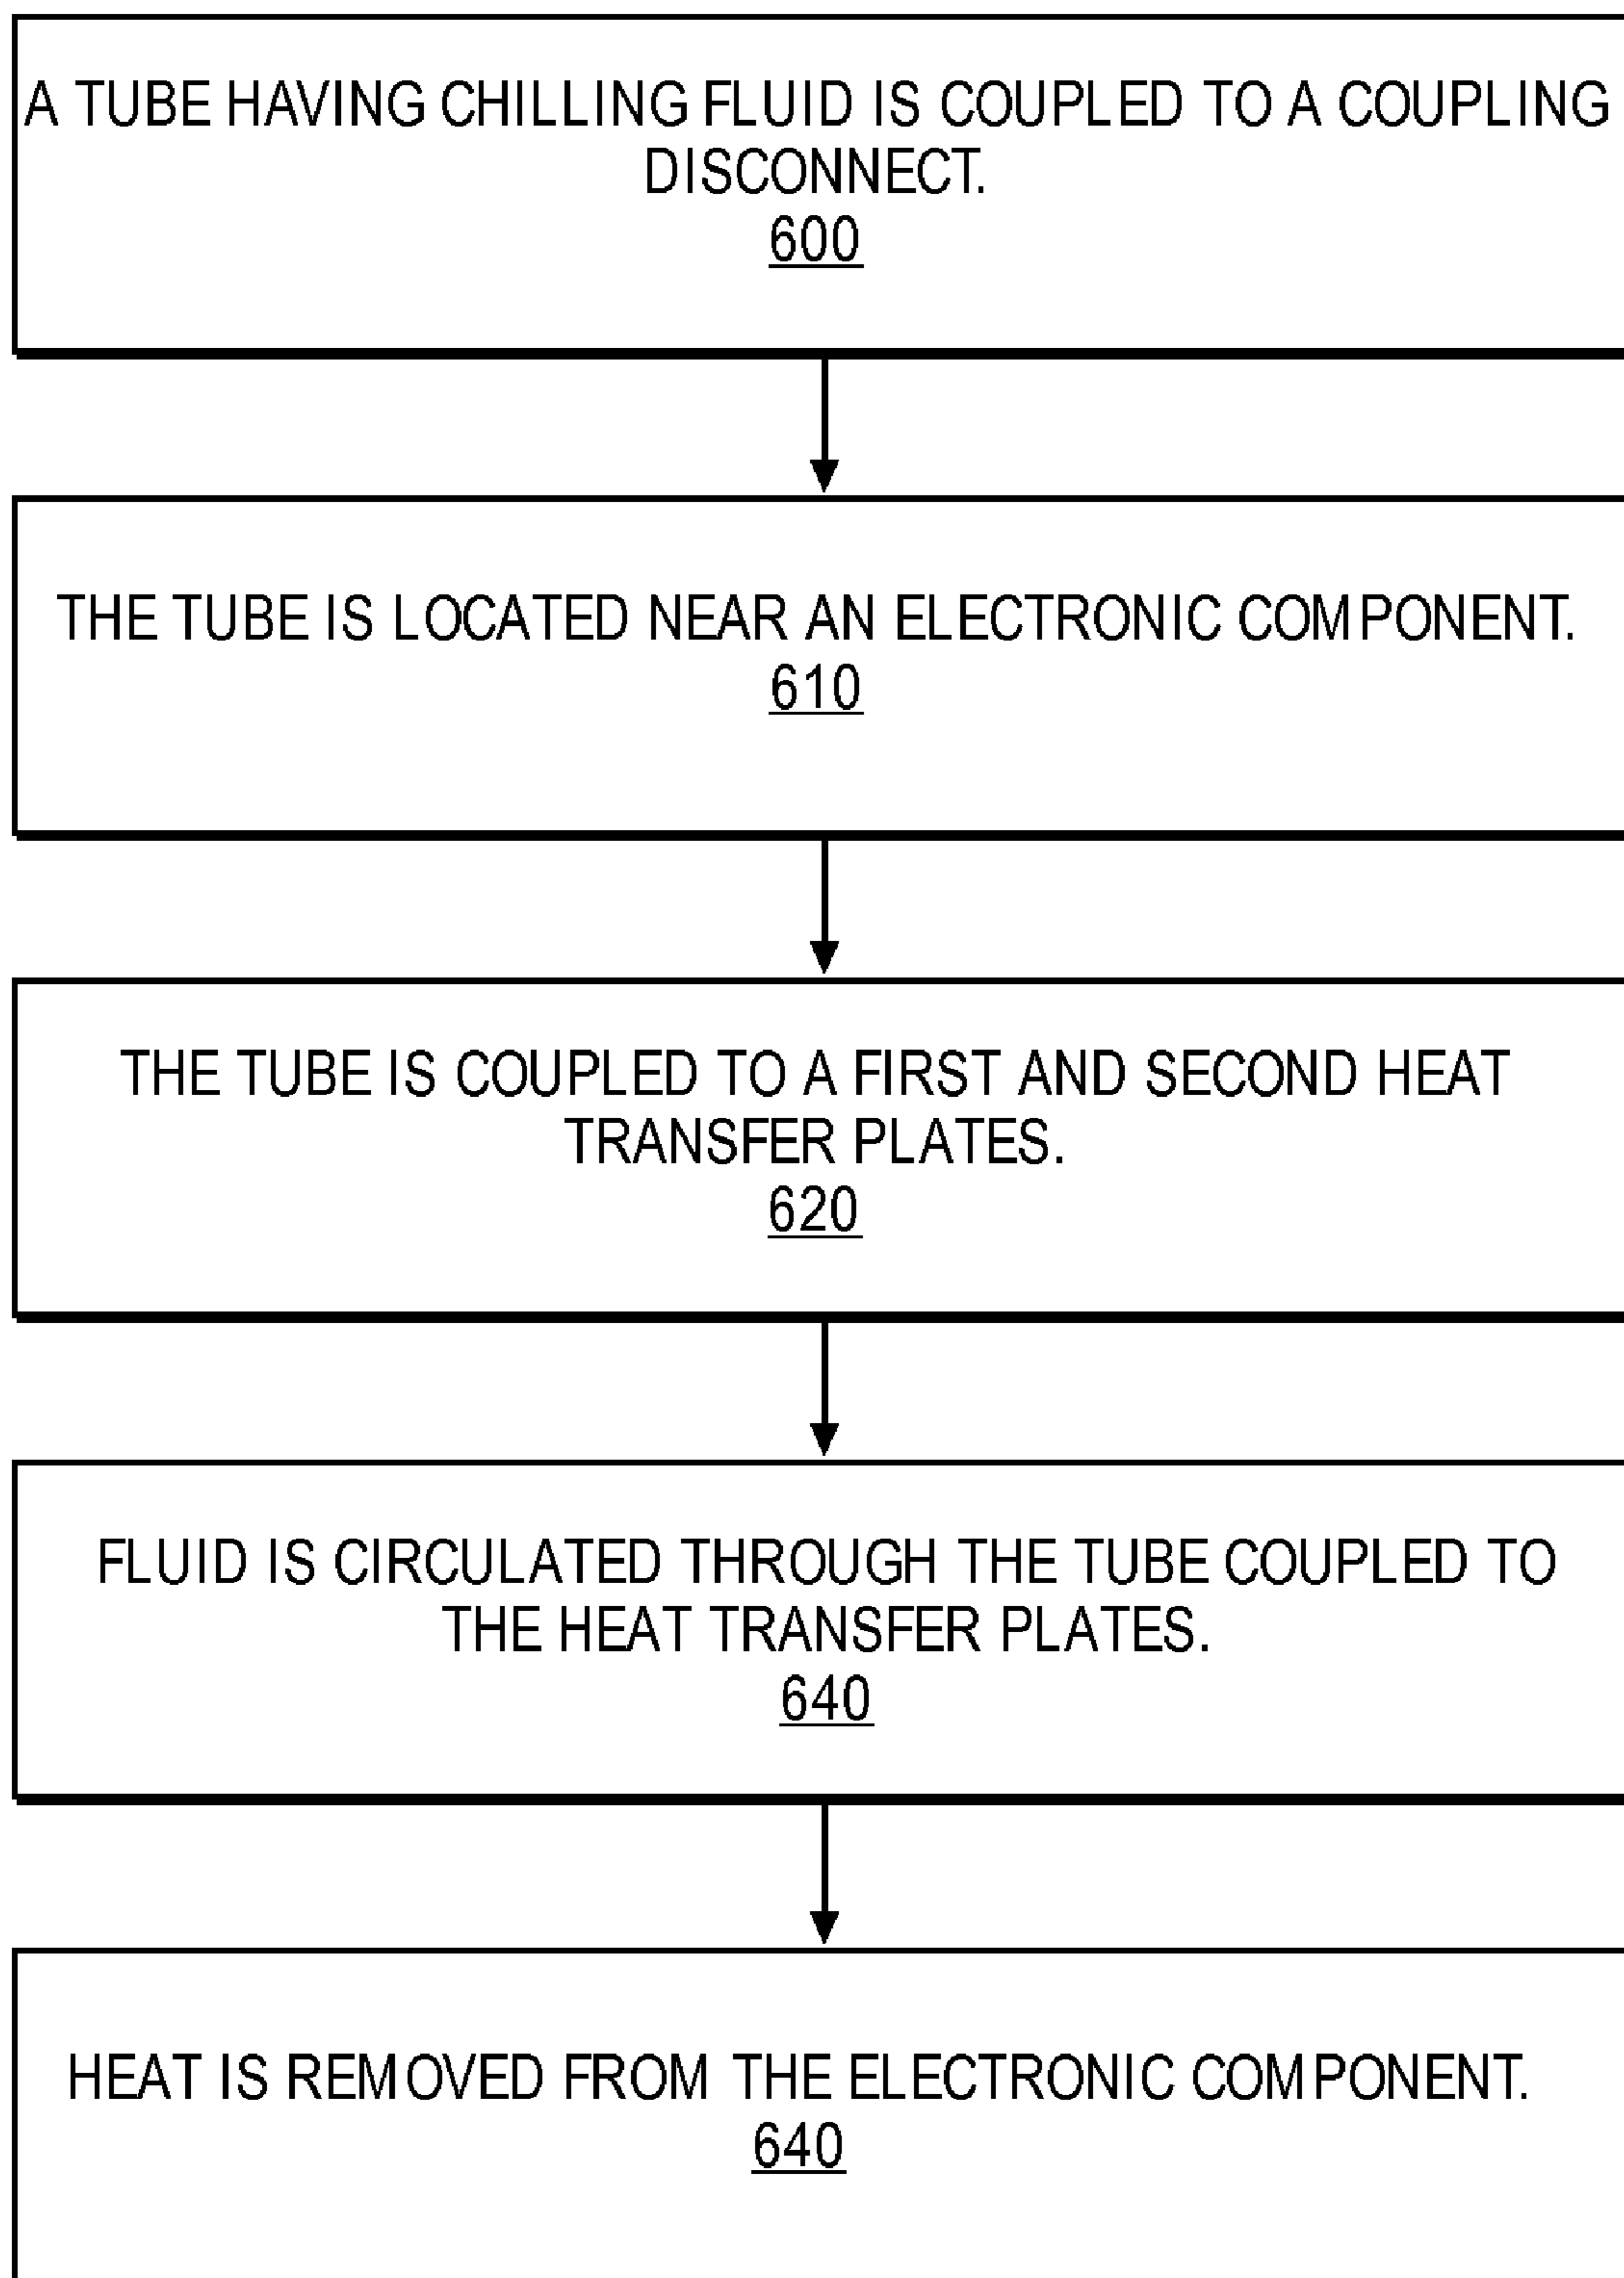 A TUBE HAVING CHILLING FLUID IS COUPLED TO A COUPLING
DISCONNECT.
600
THE TUBE IS LOCATED NEAR AN ELECTRONIC COMPONENT.
610
THE TUBE IS COUPLED TO A FIRST AND SECOND HEAT
TRANSFER PLATES.
620
FLUID IS CIRCULATED THROUGH THE TUBE COUPLED TO
THE HEAT TRANSFER PLATES.
640
HEAT IS REMOVED FROM THE ELECTRONIC COMPONENT.
640